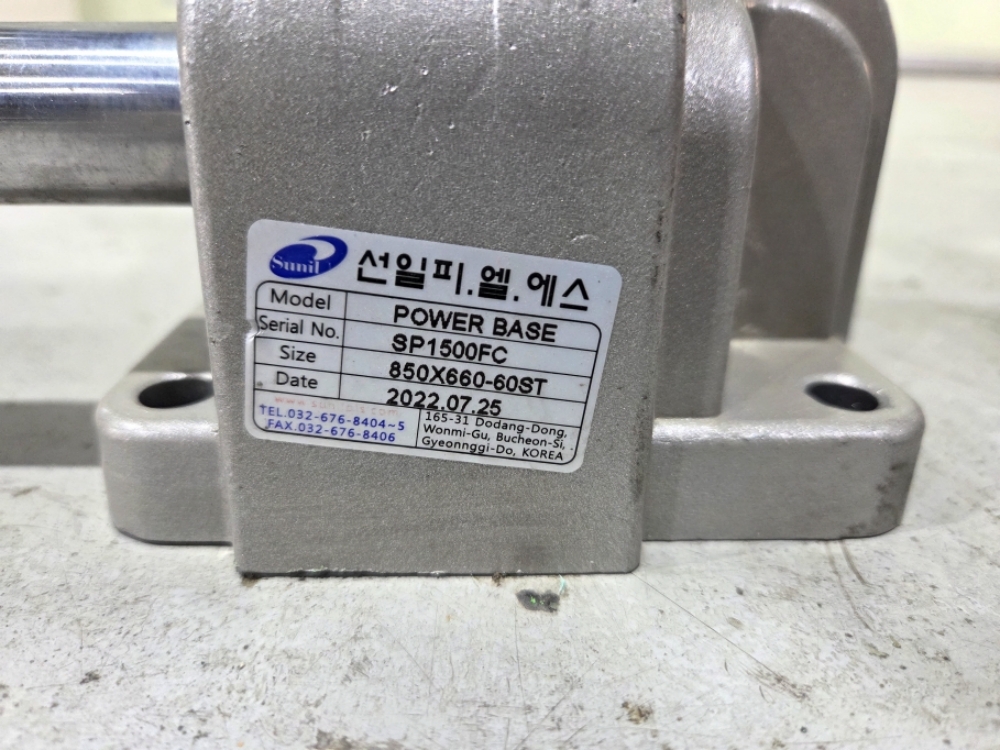 Sunil
선일피.엘.에스
Model POWER BASE
Serial No. SP1500FC
Size 850X660-60ST
Date 2022.07.25
TEL.032-676-8404~5
FAX.032-676-8406
165-31 Dodang-Dong,
Wonmi-Gu, Bucheon-Si,
Gyeonnggi-Do, KOREA